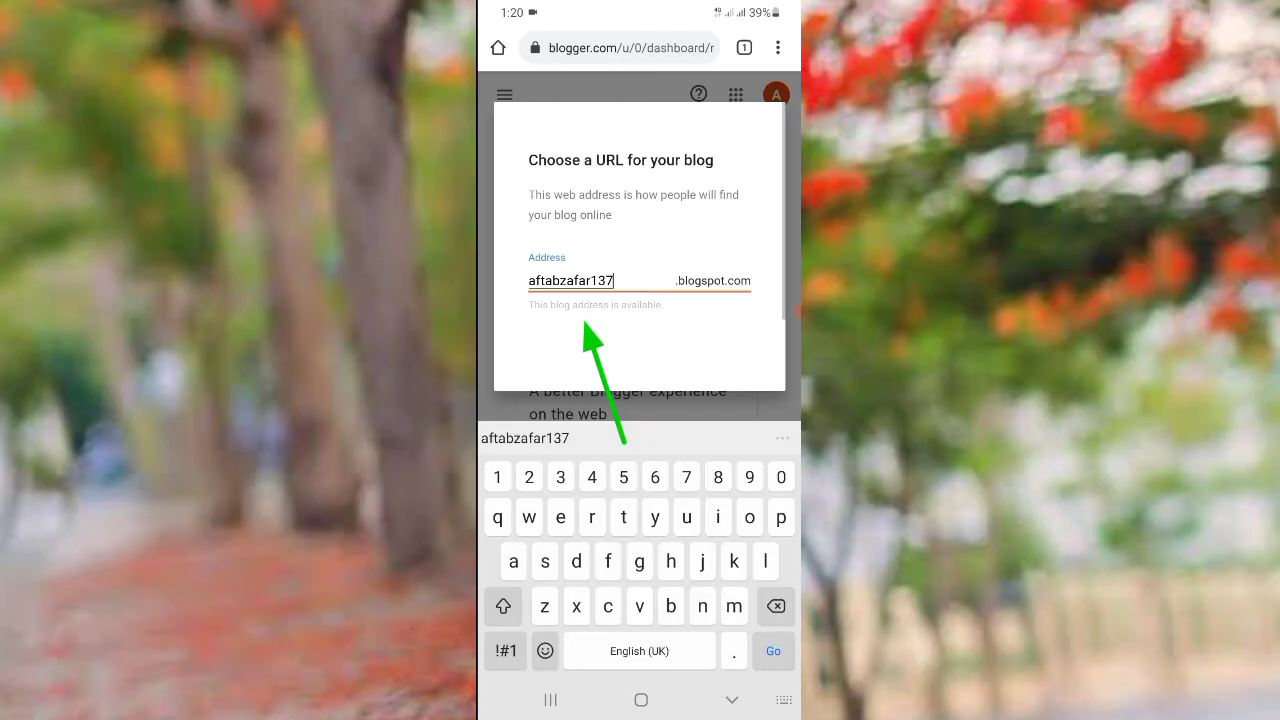 1:20 4G 39%
blogger.com/u/0/dashboard/r 1
A
Choose a URL for your blog
This web address is how people will find
your blog online
Address
aftabzafar137 .blogspot.com
This blog address is available.
A better Blogger experience
on the web
aftabzafar137
1 2 3 4 5 6 7 8 9 0
q w e r t y u i o p
a s d f g h j k l
z x c v b n m
!#1 English (UK) . Go